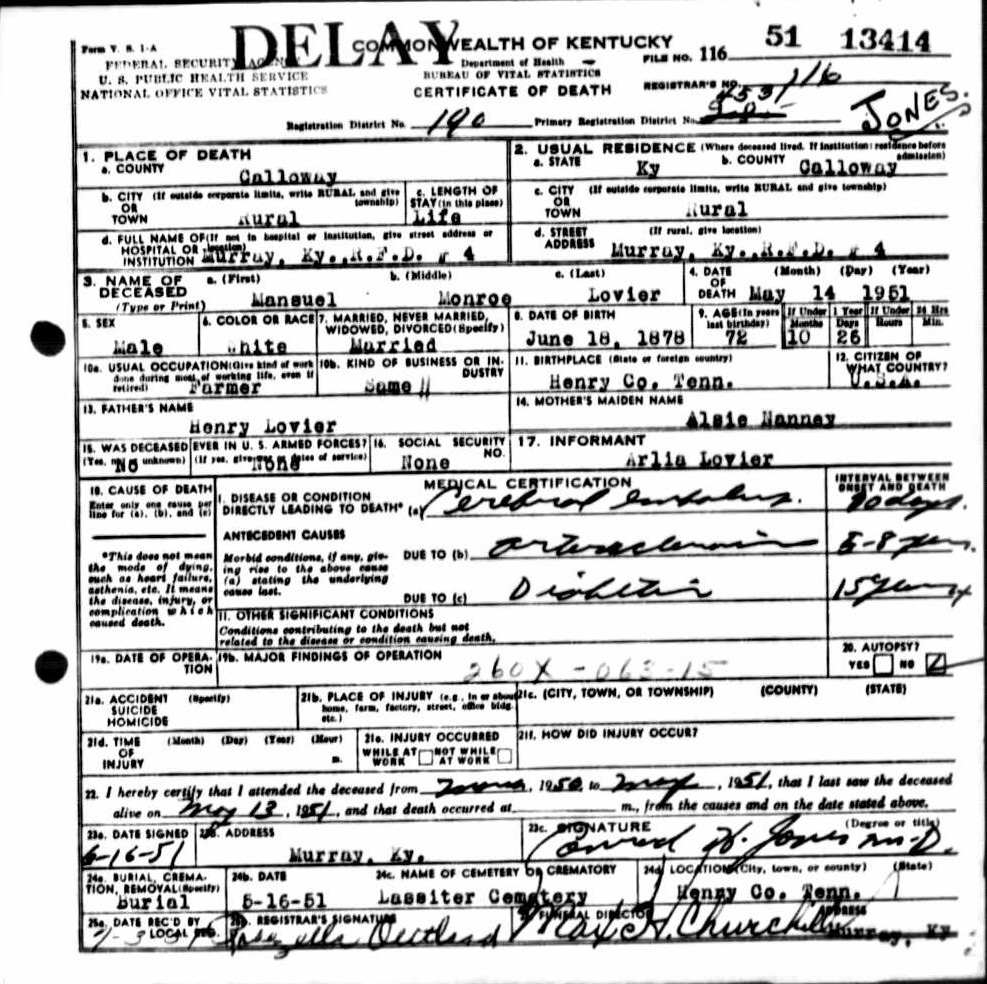 DELAY
Form V. S. 1-A
COMMONWEALTH OF KENTUCKY
FILE NO. 116 51 13414
FEDERAL SECURITY AGENCY
Department of Health
U. S. PUBLIC HEALTH SERVICE
BUREAU OF VITAL STATISTICS
REGISTRAR'S NO. 116
NATIONAL OFFICE VITAL STATISTICS
CERTIFICATE OF DEATH
JONES.
Registration District No. 190 Primary Registration District No.
1. PLACE OF DEATH
a. COUNTY
Calloway
2. USUAL RESIDENCE (Where deceased lived. If institution: residence before admission)
a. STATE b. COUNTY
Ky Calloway
b. CITY (If outside corporate limits, write RURAL and give township)
OR
TOWN Rural
c. LENGTH OF
STAY (in this place)
Life
c. CITY (If outside corporate limits, write RURAL and give township)
OR
TOWN Rural
d. FULL NAME OF (If not in hospital or institution, give street address or location)
HOSPITAL OR
INSTITUTION Murray, Ky., R.F.D. # 4
d. STREET (If rural, give location)
ADDRESS Murray, Ky. R.F.D. # 4
3. NAME OF DECEASED (Type or Print)
a. (First) b. (Middle) c. (Last)
Mansuel Monroe Lovier
4. DATE OF DEATH (Month) (Day) (Year)
May 14 1951
5. SEX
Male
6. COLOR OR RACE
White
7. MARRIED, NEVER MARRIED, WIDOWED, DIVORCED (Specify)
Married
8. DATE OF BIRTH
June 18, 1878
9. AGE (In years last birthday)
72
If Under 1 Year Months Days
10 26
If Under 24 Hrs Hours Min.
10a. USUAL OCCUPATION (Give kind of work done during most of working life, even if retired)
Farmer
10b. KIND OF BUSINESS OR INDUSTRY
Same
11. BIRTHPLACE (State or foreign country)
Henry Co. Tenn.
12. CITIZEN OF WHAT COUNTRY?
U.S.A.
13. FATHER'S NAME
Henry Lovier
14. MOTHER'S MAIDEN NAME
Alsie Nanney
15. WAS DECEASED EVER IN U. S. ARMED FORCES?
(Yes, no, unknown) (If yes, give war or dates of service)
No None
16. SOCIAL SECURITY NO.
None
17. INFORMANT
Arlia Lovier
18. CAUSE OF DEATH
Enter only one cause per line for (a), (b), and (c)
*This does not mean the mode of dying, such as heart failure, asthenia, etc. It means the disease, injury, or complication which caused death.
MEDICAL CERTIFICATION
INTERVAL BETWEEN ONSET AND DEATH
I. DISEASE OR CONDITION
DIRECTLY LEADING TO DEATH* (a) Cerebral embolus. days.
ANTECEDENT CAUSES
Morbid conditions, if any, giving rise to the above cause (a) stating the underlying cause last.
DUE TO (b) arteriosclerosis -8 years.
DUE TO (c) Diabetes 15 years
II. OTHER SIGNIFICANT CONDITIONS
Conditions contributing to the death but not
related to the disease or condition causing death.
19a. DATE OF OPERATION
19b. MAJOR FINDINGS OF OPERATION
260X-063-15
20. AUTOPSY?
YES NO
21a. ACCIDENT (Specify)
SUICIDE
HOMICIDE
21b. PLACE OF INJURY (e.g., in or about home, farm, factory, street, office bldg. etc.)
21c. (CITY, TOWN, OR TOWNSHIP) (COUNTY) (STATE)
21d. TIME (Month) (Day) (Year) (Hour)
OF
INJURY m.
21e. INJURY OCCURRED
WHILE AT WORK NOT WHILE AT WORK
21f. HOW DID INJURY OCCUR?
22. I hereby certify that I attended the deceased from , 1950, to May , 1951, that I last saw the deceased
alive on May 13, 1951, and that death occurred at m., from the causes and on the date stated above.
23a. DATE SIGNED
6-16-51
23b. ADDRESS
Murray, Ky.
23c. SIGNATURE (Degree or title)
Conrad H. Jones M.D.
24a. BURIAL, CREMATION, REMOVAL (Specify)
Burial
24b. DATE
5-16-51
24c. NAME OF CEMETERY OR CREMATORY
Lassiter Cemetery
24d. LOCATION (City, town, or county) (State)
Henry Co. Tenn.
25a. DATE REC'D BY LOCAL REG.
25b. REGISTRAR'S SIGNATURE
Outland
FUNERAL DIRECTOR ADDRESS
Max H. Churchill Murray, Ky